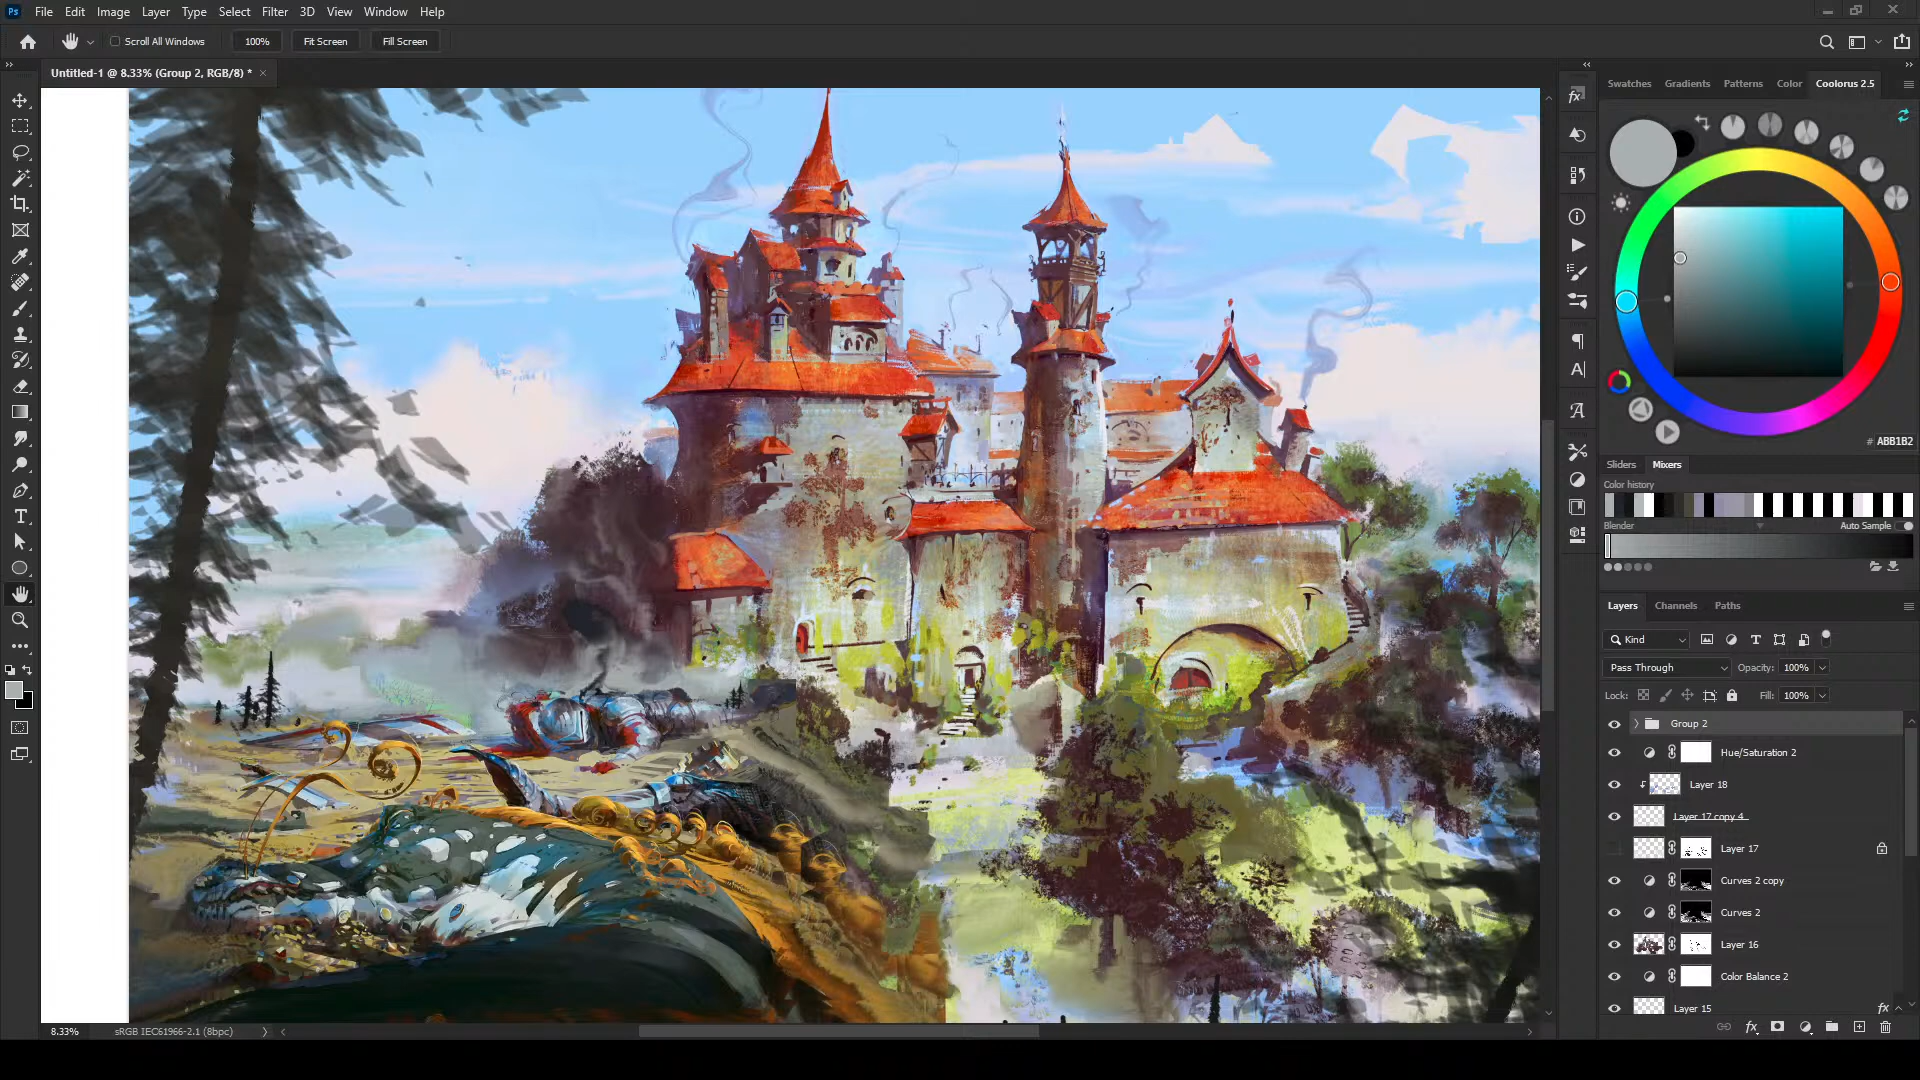 Ps File Edit Image Layer Type Select Filter 3D View Window Help
Scroll All Windows 100% Fit Screen Fill Screen
Untitled-1 @ 8.33% (Group 2, RGB/8) *
Swatches Gradients Patterns Color Coolorus 2.5
# ABB1B2
Sliders Mixers
Color history
Blender Auto Sample
Layers Channels Paths
Kind
Pass Through Opacity: 100%
Lock: Fill: 100%
Group 2
Hue/Saturation 2
Layer 18
Layer 17 copy 4
Layer 17
Curves 2 copy
Curves 2
Layer 16
Color Balance 2
Layer 15 fx
8.33% sRGB IEC61966-2.1 (8bpc)